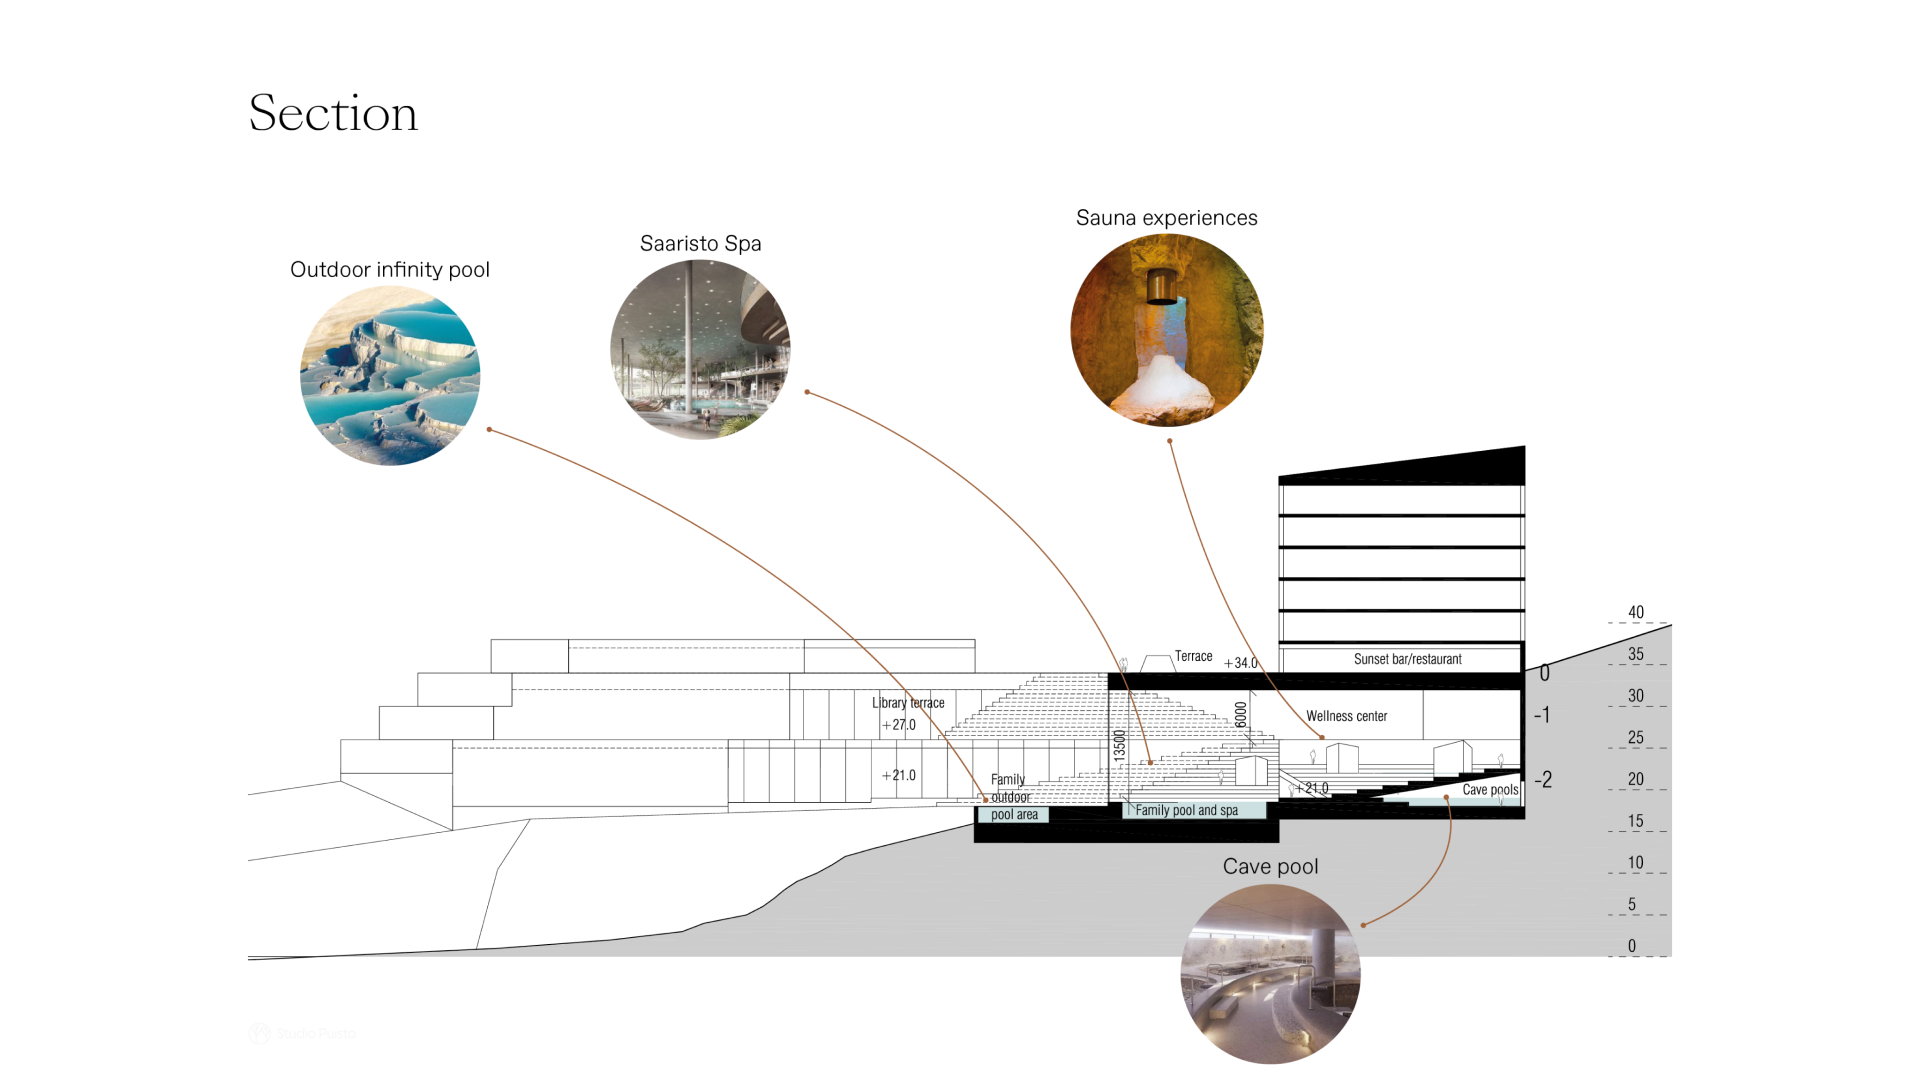 Section
Sauna experiences
Saaristo Spa
Outdoor infinity pool
40
Terrace
+34.0
Sunset bar/restaurant
35
0
Library terrace
+27.0
6000
Wellness center
30
-1
13500
25
+21.0
Family
outdoor
pool area
Family pool and spa
+21.0
Cave pools
-2
20
15
Cave pool
10
5
0
Studio Puisto